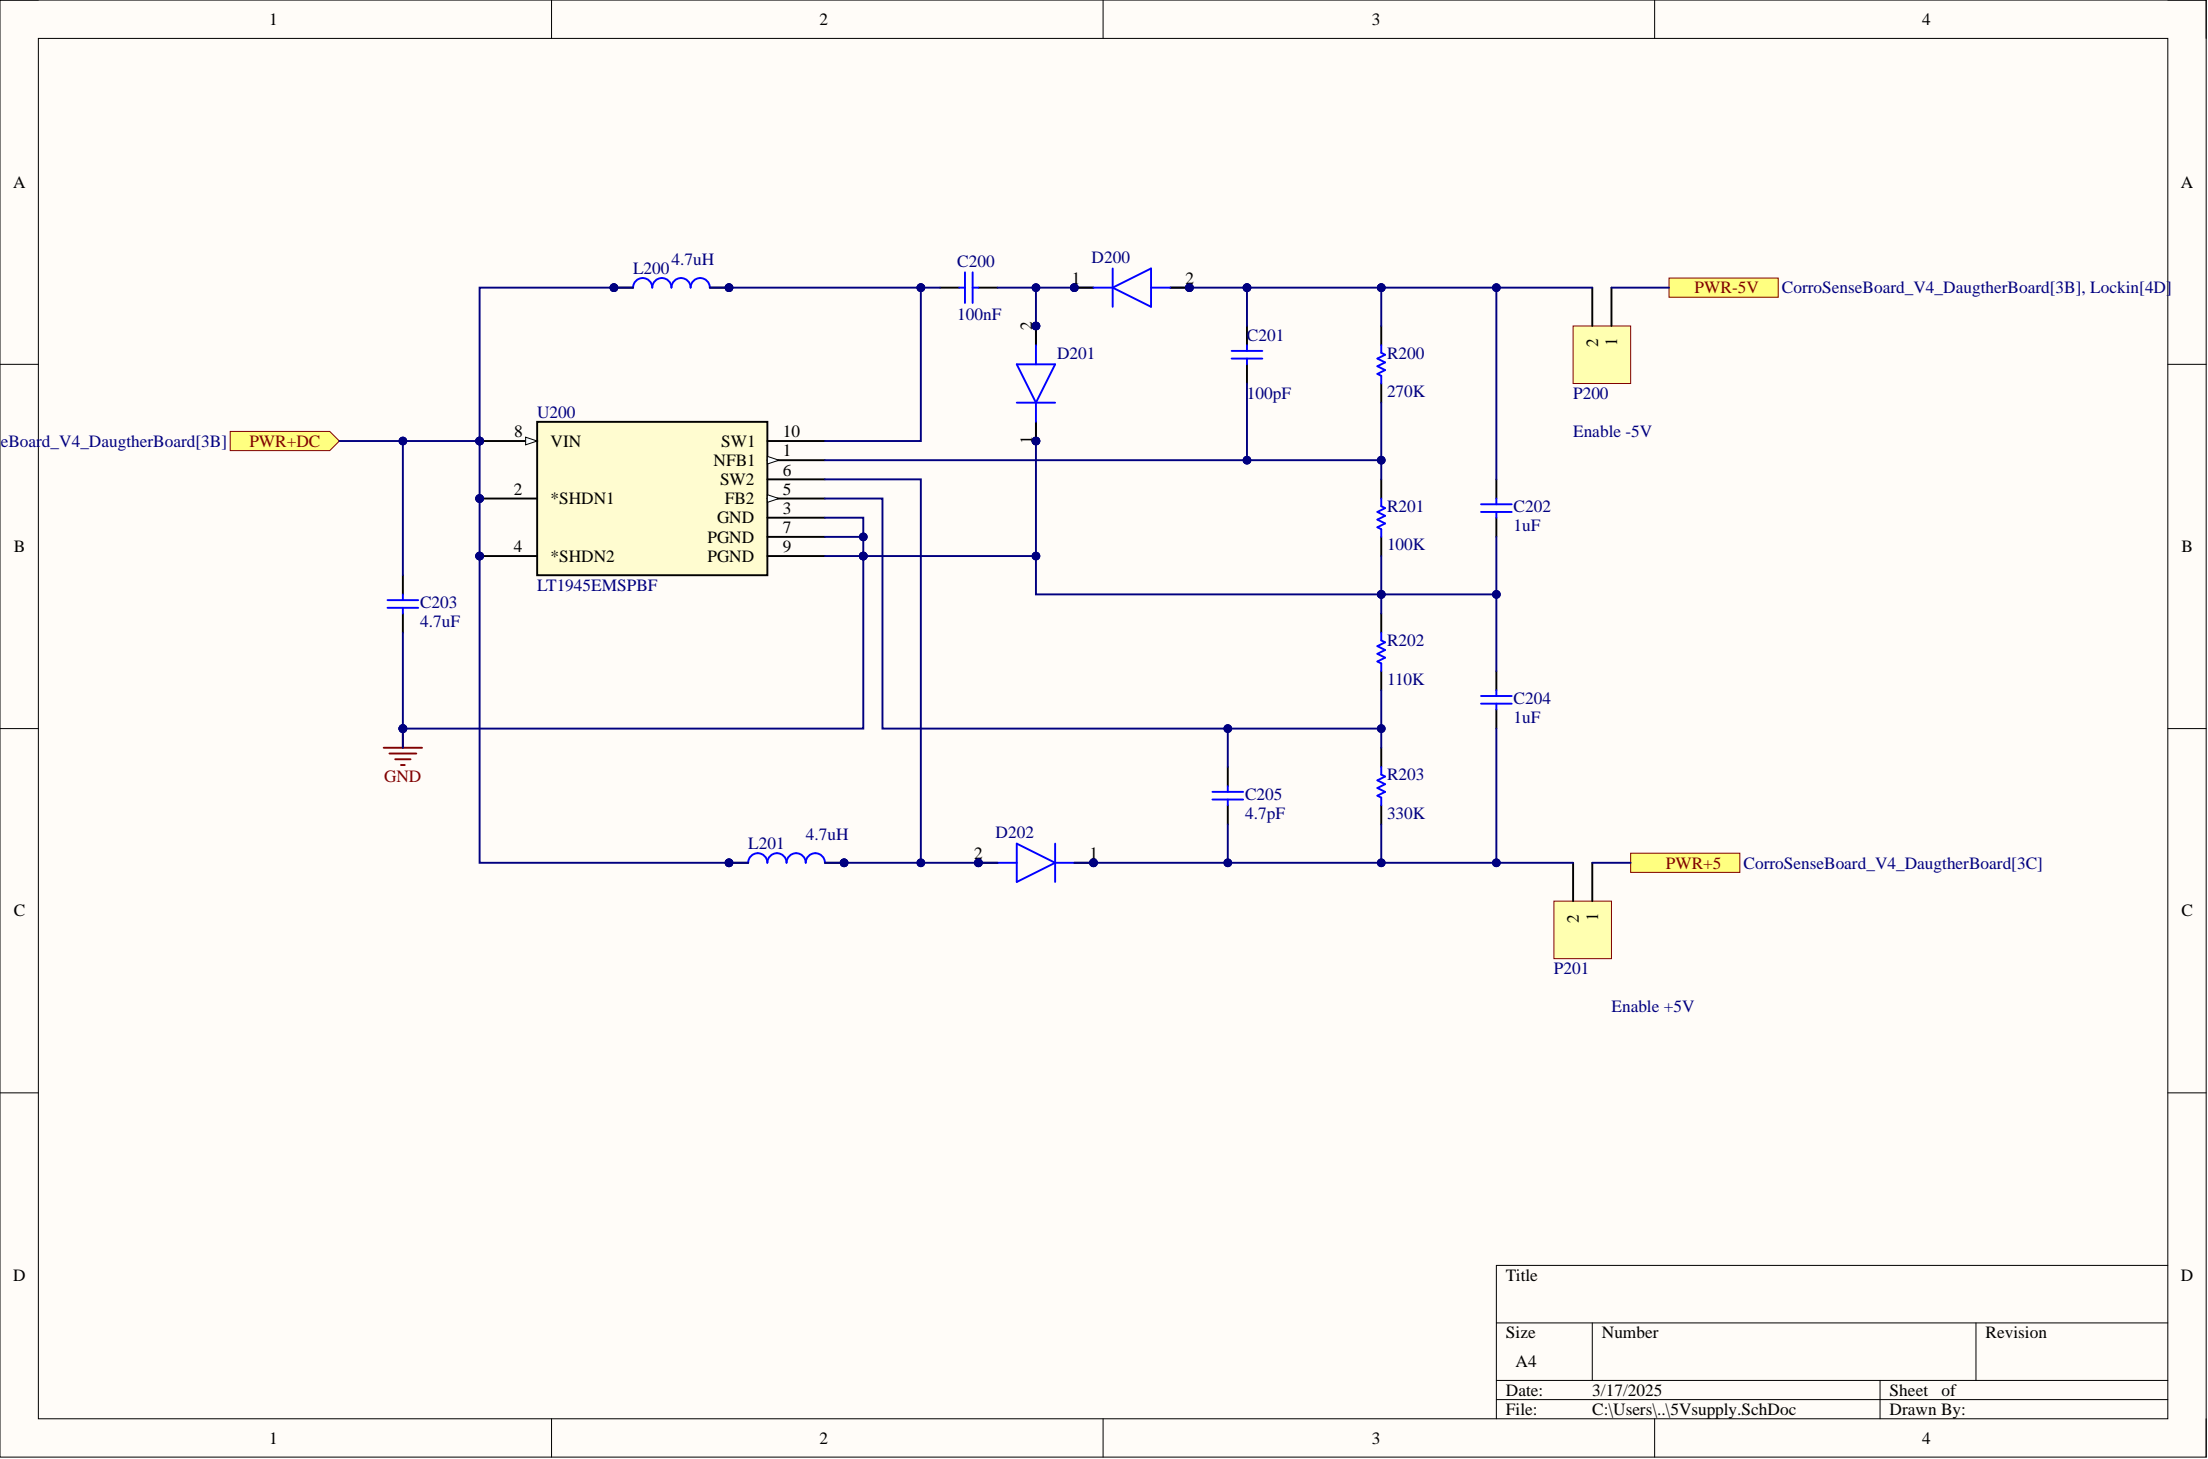 1 2 3 4
A A
4.7uH
L200
C200
100nF
D200
1 2
PWR-5V CorroSenseBoard_V4_DaugtherBoard[3B], Lockin[4D]
2
D201
1
C201
100pF
R200
270K
2 1
P200
Enable -5V
eBoard_V4_DaugtherBoard[3B] PWR+DC
U200
8 VIN
2 *SHDN1
4 *SHDN2
SW1 10
NFB1 1
SW2 6
FB2 5
GND 3
PGND 7
PGND 9
LT1945EMSPBF
B B
R201
100K
C202
1uF
C203
4.7uF
R202
110K
C204
1uF
GND
R203
330K
C205
4.7pF
4.7uH
L201
D202
2 1
PWR+5 CorroSenseBoard_V4_DaugtherBoard[3C]
2 1
P201
Enable +5V
C C
D D
Title
Size Number Revision
A4
Date: 3/17/2025 Sheet of
File: C:\Users\..\5Vsupply.SchDoc Drawn By:
1 2 3 4